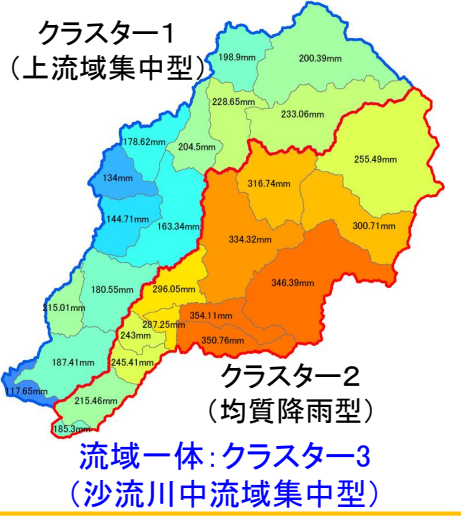 クラスター1
（上流域集中型）
198.9mm
200.39mm
228.65mm
233.06mm
178.62mm
204.5mm
255.49mm
134mm
316.74mm
144.71mm
163.34mm
300.71mm
334.32mm
346.39mm
180.55mm
296.05mm
215.01mm
354.11mm
287.25mm
243mm
350.76mm
187.41mm
245.41mm
117.65mm
215.46mm
185.3mm
クラスター2
（均質降雨型）
流域一体:クラスター3
（沙流川中流域集中型）